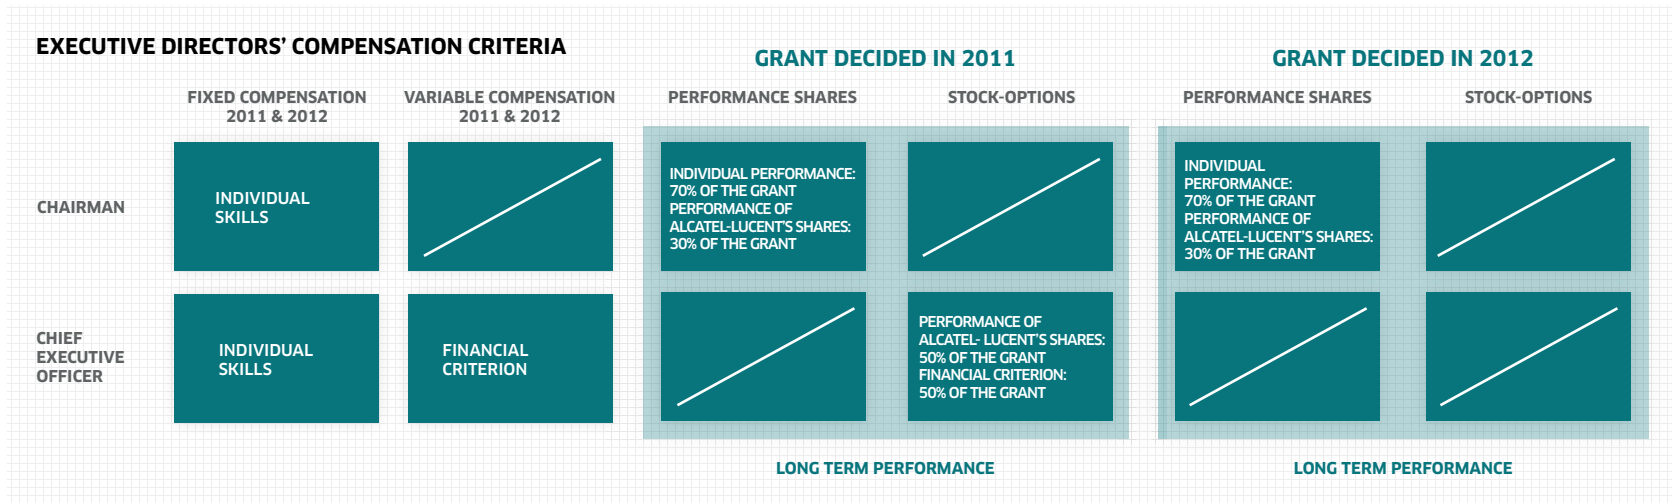 EXECUTIVE DIRECTORS’ COMPENSATION CRITERIA
GRANT DECIDED IN 2011
GRANT DECIDED IN 2012
FIXED COMPENSATION
2011 & 2012
VARIABLE COMPENSATION
2011 & 2012
PERFORMANCE SHARES
STOCK-OPTIONS
PERFORMANCE SHARES
STOCK-OPTIONS
CHAIRMAN
INDIVIDUAL
SKILLS
INDIVIDUAL PERFORMANCE:
70% OF THE GRANT
PERFORMANCE OF
ALCATEL-LUCENT’S SHARES:
30% OF THE GRANT
INDIVIDUAL
PERFORMANCE:
70% OF THE GRANT
PERFORMANCE OF
ALCATEL-LUCENT’S SHARES:
30% OF THE GRANT
CHIEF
EXECUTIVE
OFFICER
INDIVIDUAL
SKILLS
FINANCIAL
CRITERION
PERFORMANCE OF
ALCATEL- LUCENT’S SHARES:
50% OF THE GRANT
FINANCIAL CRITERION:
50% OF THE GRANT
LONG TERM PERFORMANCE
LONG TERM PERFORMANCE